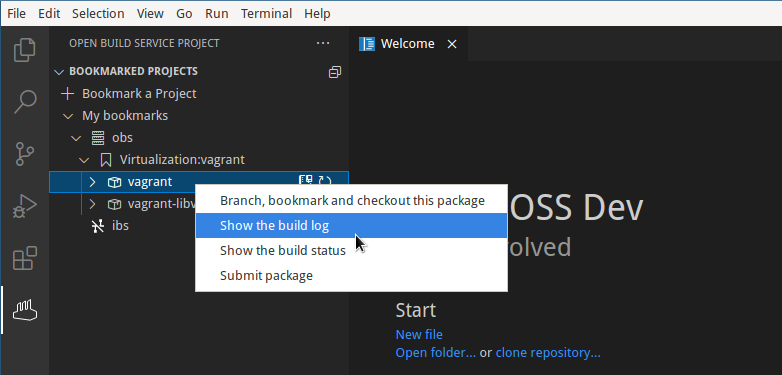 File Edit Selection Visualization View Go Run Terminal Help
OPEN BUILD SERVICE PROJECT ...
Welcome
BOOKMARKED PROJECTS
Bookmark a Project
My bookmarks
obs
Virtualization:vagrant
vagrant
vagrant-libv
ibs
Branch, bookmark and checkout this package
Show the build log
Show the build status
Submit package
OSS Dev
olved
Start
New file
Open folder... or clone repository...